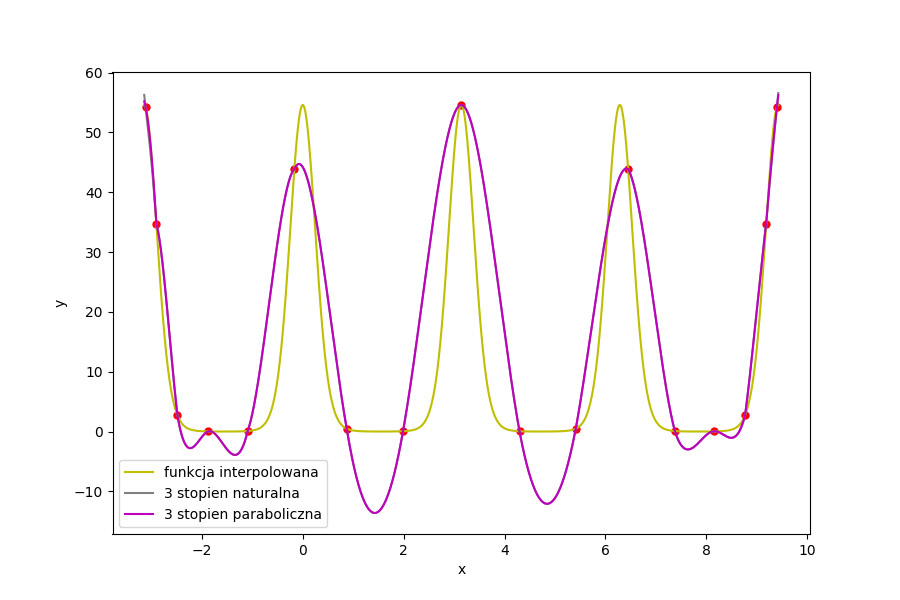 60
50
40
30
20
10
0
−10
y
funkcja interpolowana
3 stopien naturalna
3 stopien paraboliczna
−2 0 2 4 6 8 10
x